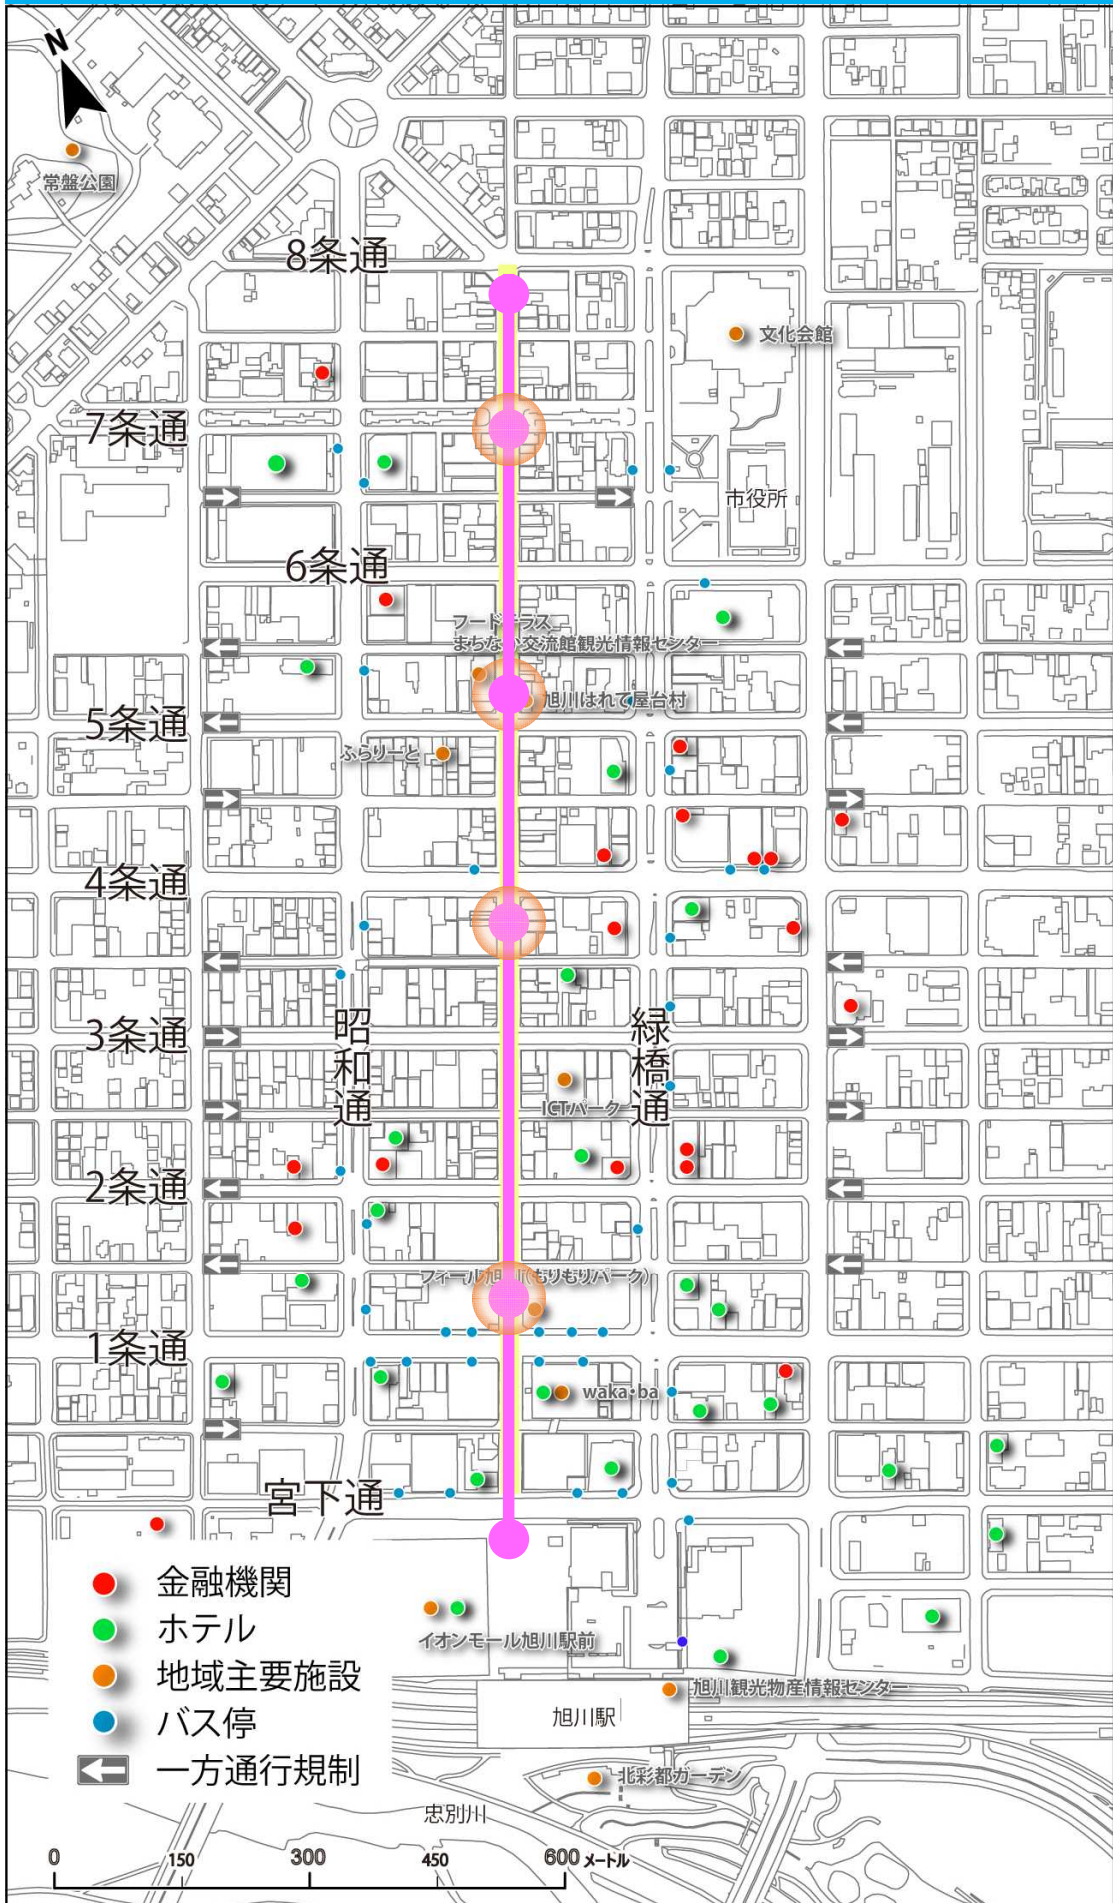 N
常盤公園
8条通
文化会館
7条通
市役所
6条通
フードテラス
まちなか交流館観光情報センター
旭川はれて屋台村
5条通
ふらりーと
4条通
3条通
昭和通
緑橋通
ICTパーク
2条通
フィール旭川(もりもりパーク)
1条通
waka・ba
宮下通
金融機関
ホテル
地域主要施設
バス停
一方通行規制
イオンモール旭川駅前
旭川観光物産情報センター
旭川駅
北彩都ガーデン
忠別川
0 150 300 450 600 メートル